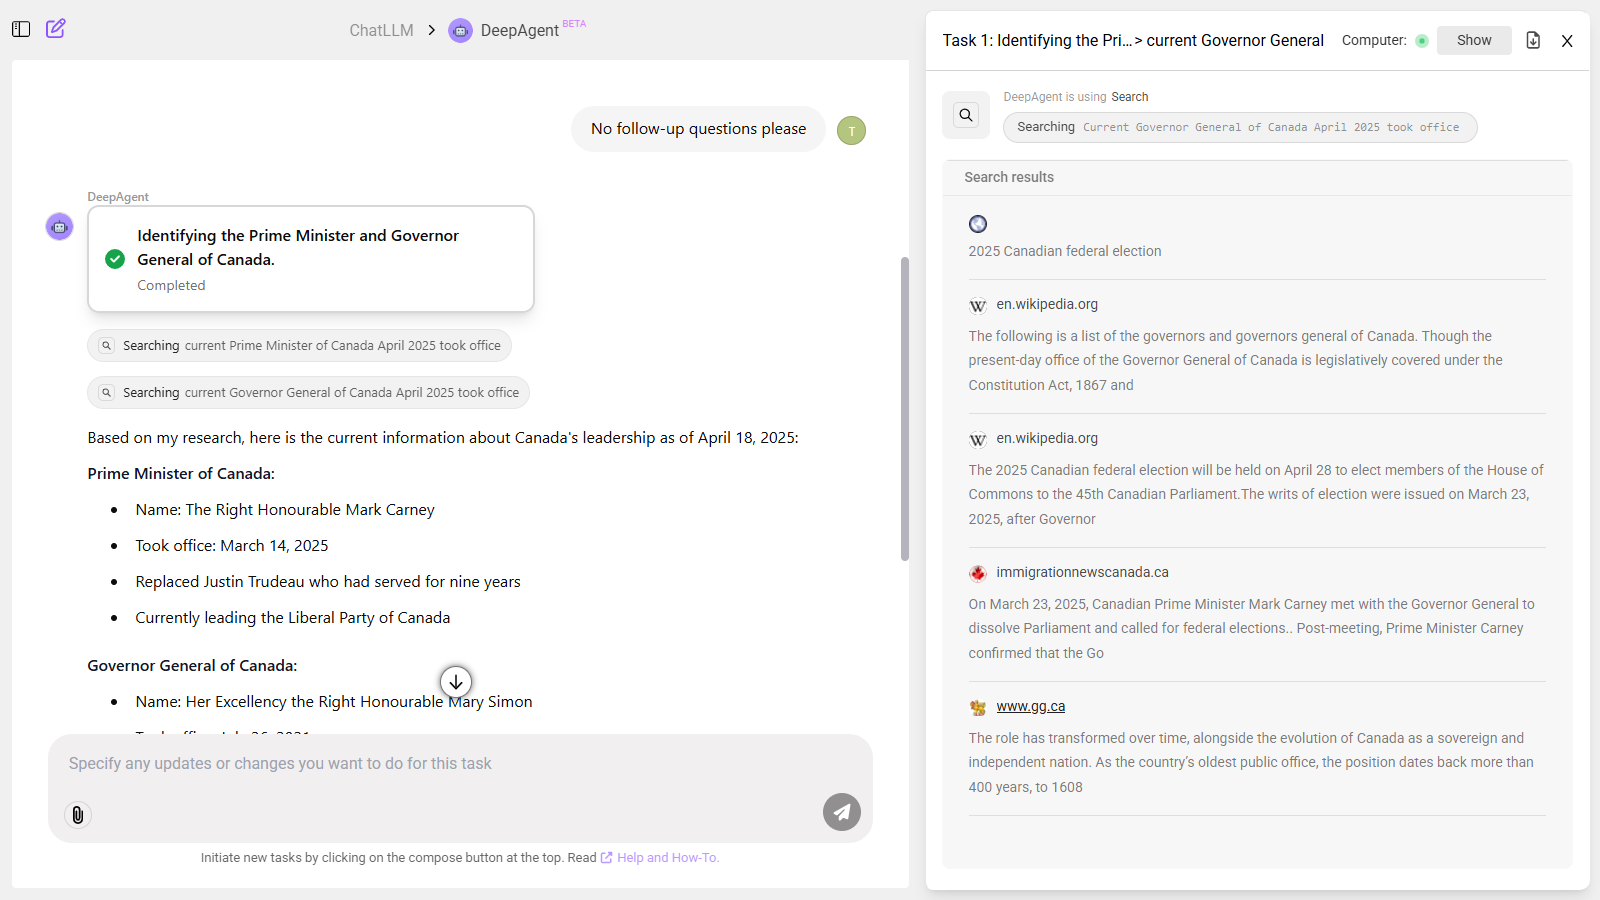 ChatLLM > DeepAgent BETA
No follow-up questions please
T
DeepAgent
Identifying the Prime Minister and Governor
General of Canada.
Completed
Searching current Prime Minister of Canada April 2025 took office
Searching current Governor General of Canada April 2025 took office
Based on my research, here is the current information about Canada's leadership as of April 18, 2025:
Prime Minister of Canada:
• Name: The Right Honourable Mark Carney
• Took office: March 14, 2025
• Replaced Justin Trudeau who had served for nine years
• Currently leading the Liberal Party of Canada
Governor General of Canada:
• Name: Her Excellency the Right Honourable Mary Simon
Specify any updates or changes you want to do for this task
Initiate new tasks by clicking on the compose button at the top. Read Help and How-To.
Task 1: Identifying the Pri...> current Governor General
Computer:
Show
X
DeepAgent is using Search
Searching Current Governor General of Canada April 2025 took office
Search results
2025 Canadian federal election
W en.wikipedia.org
The following is a list of the governors and governors general of Canada. Though the
present-day office of the Governor General of Canada is legislatively covered under the
Constitution Act, 1867 and
W en.wikipedia.org
The 2025 Canadian federal election will be held on April 28 to elect members of the House of
Commons to the 45th Canadian Parliament.The writs of election were issued on March 23,
2025, after Governor
immigrationnewscanada.ca
On March 23, 2025, Canadian Prime Minister Mark Carney met with the Governor General to
dissolve Parliament and called for federal elections.. Post-meeting, Prime Minister Carney
confirmed that the Go
www.gg.ca
The role has transformed over time, alongside the evolution of Canada as a sovereign and
independent nation. As the country’s oldest public office, the position dates back more than
400 years, to 1608